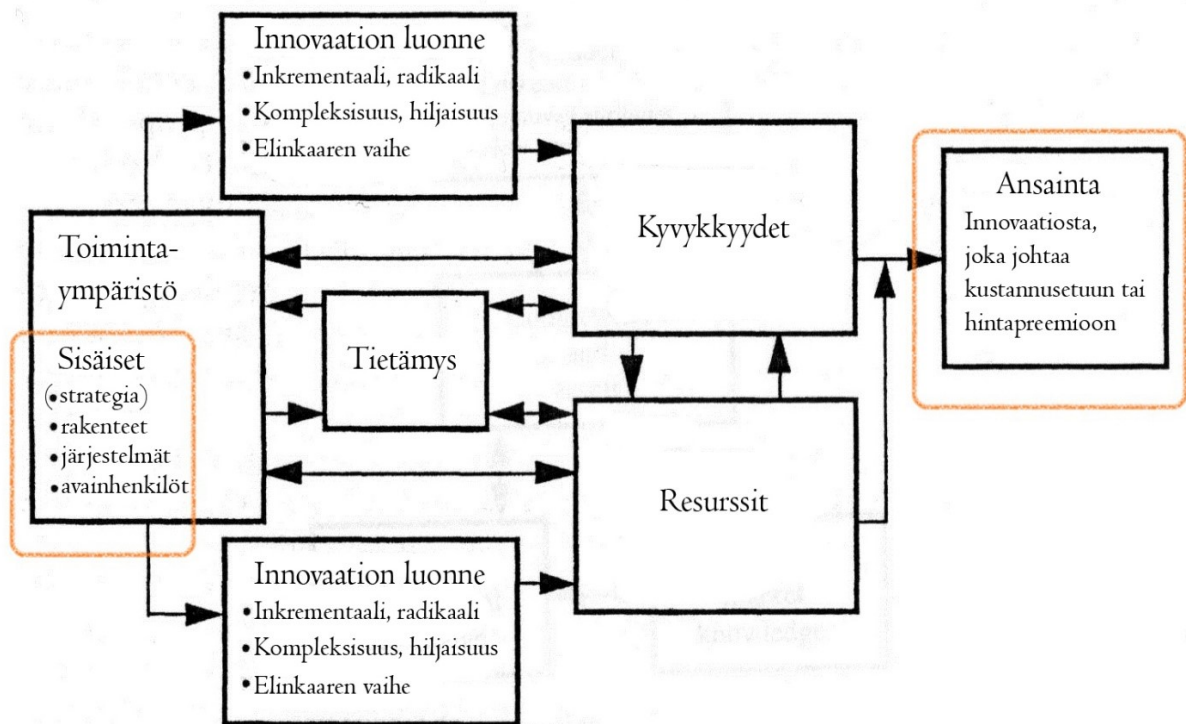 Innovaation luonne
•Inkrementaali, radikaali
•Kompleksisuus, hiljaisuus
•Elinkaaren vaihe
Toiminta-
ympäristö
Sisäiset
(•strategia)
•rakenteet
•järjestelmät
•avainhenkilöt
Tietämys
Kyvykkyydet
Resurssit
Ansainta
Innovaatiosta,
joka johtaa
kustannusetuun tai
hintapreemioon
Innovaation luonne
•Inkrementaali, radikaali
•Kompleksisuus, hiljaisuus
•Elinkaaren vaihe